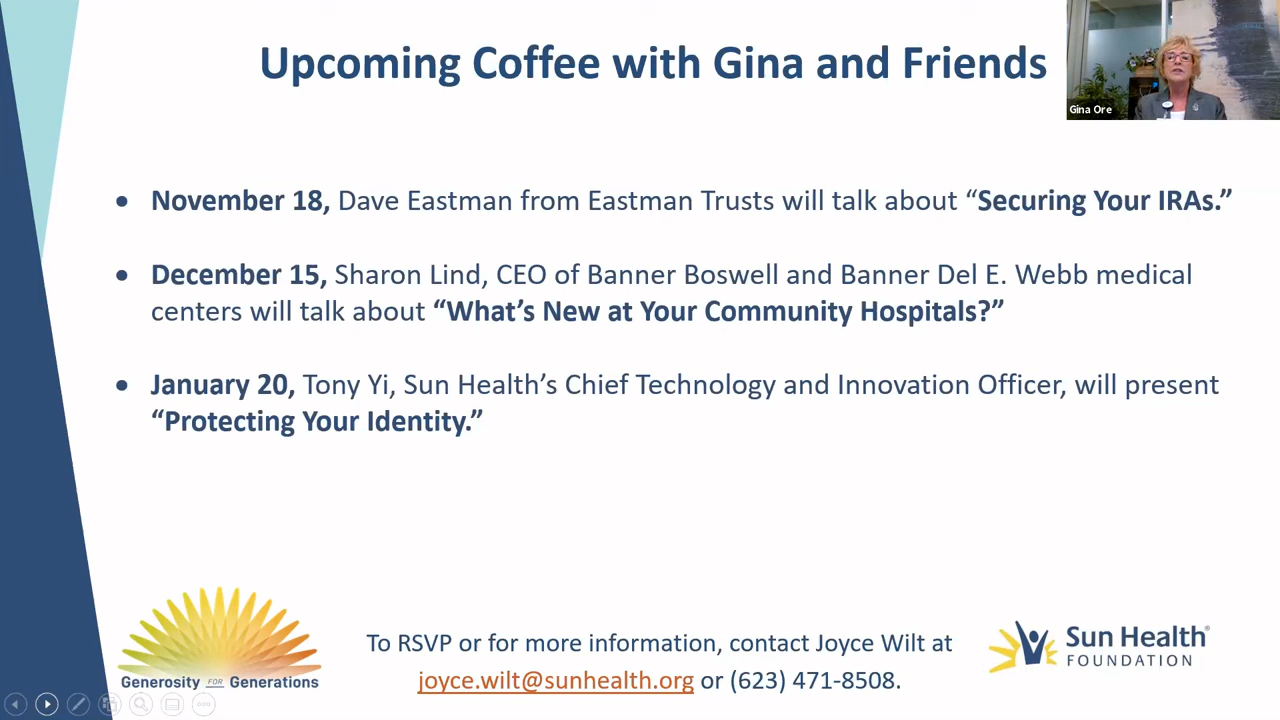 Upcoming Coffee with Gina and Friends
Gina Ore
• November 18, Dave Eastman from Eastman Trusts will talk about “Securing Your IRAs.”
• December 15, Sharon Lind, CEO of Banner Boswell and Banner Del E. Webb medical
centers will talk about “What’s New at Your Community Hospitals?”
• January 20, Tony Yi, Sun Health’s Chief Technology and Innovation Officer, will present
“Protecting Your Identity.”
Generosity FOR Generations
To RSVP or for more information, contact Joyce Wilt at
joyce.wilt@sunhealth.org or (623) 471-8508.
Sun Health®
FOUNDATION